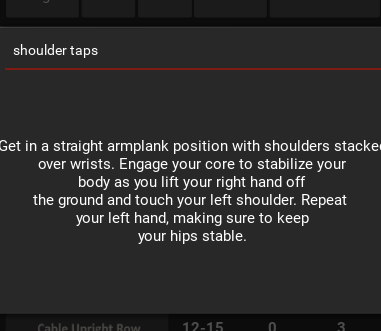 shoulder taps
Get in a straight armplank position with shoulders stacked
over wrists. Engage your core to stabilize your
body as you lift your right hand off
the ground and touch your left shoulder. Repeat
your left hand, making sure to keep
your hips stable.
Cable Upright Row 12-15 0 3